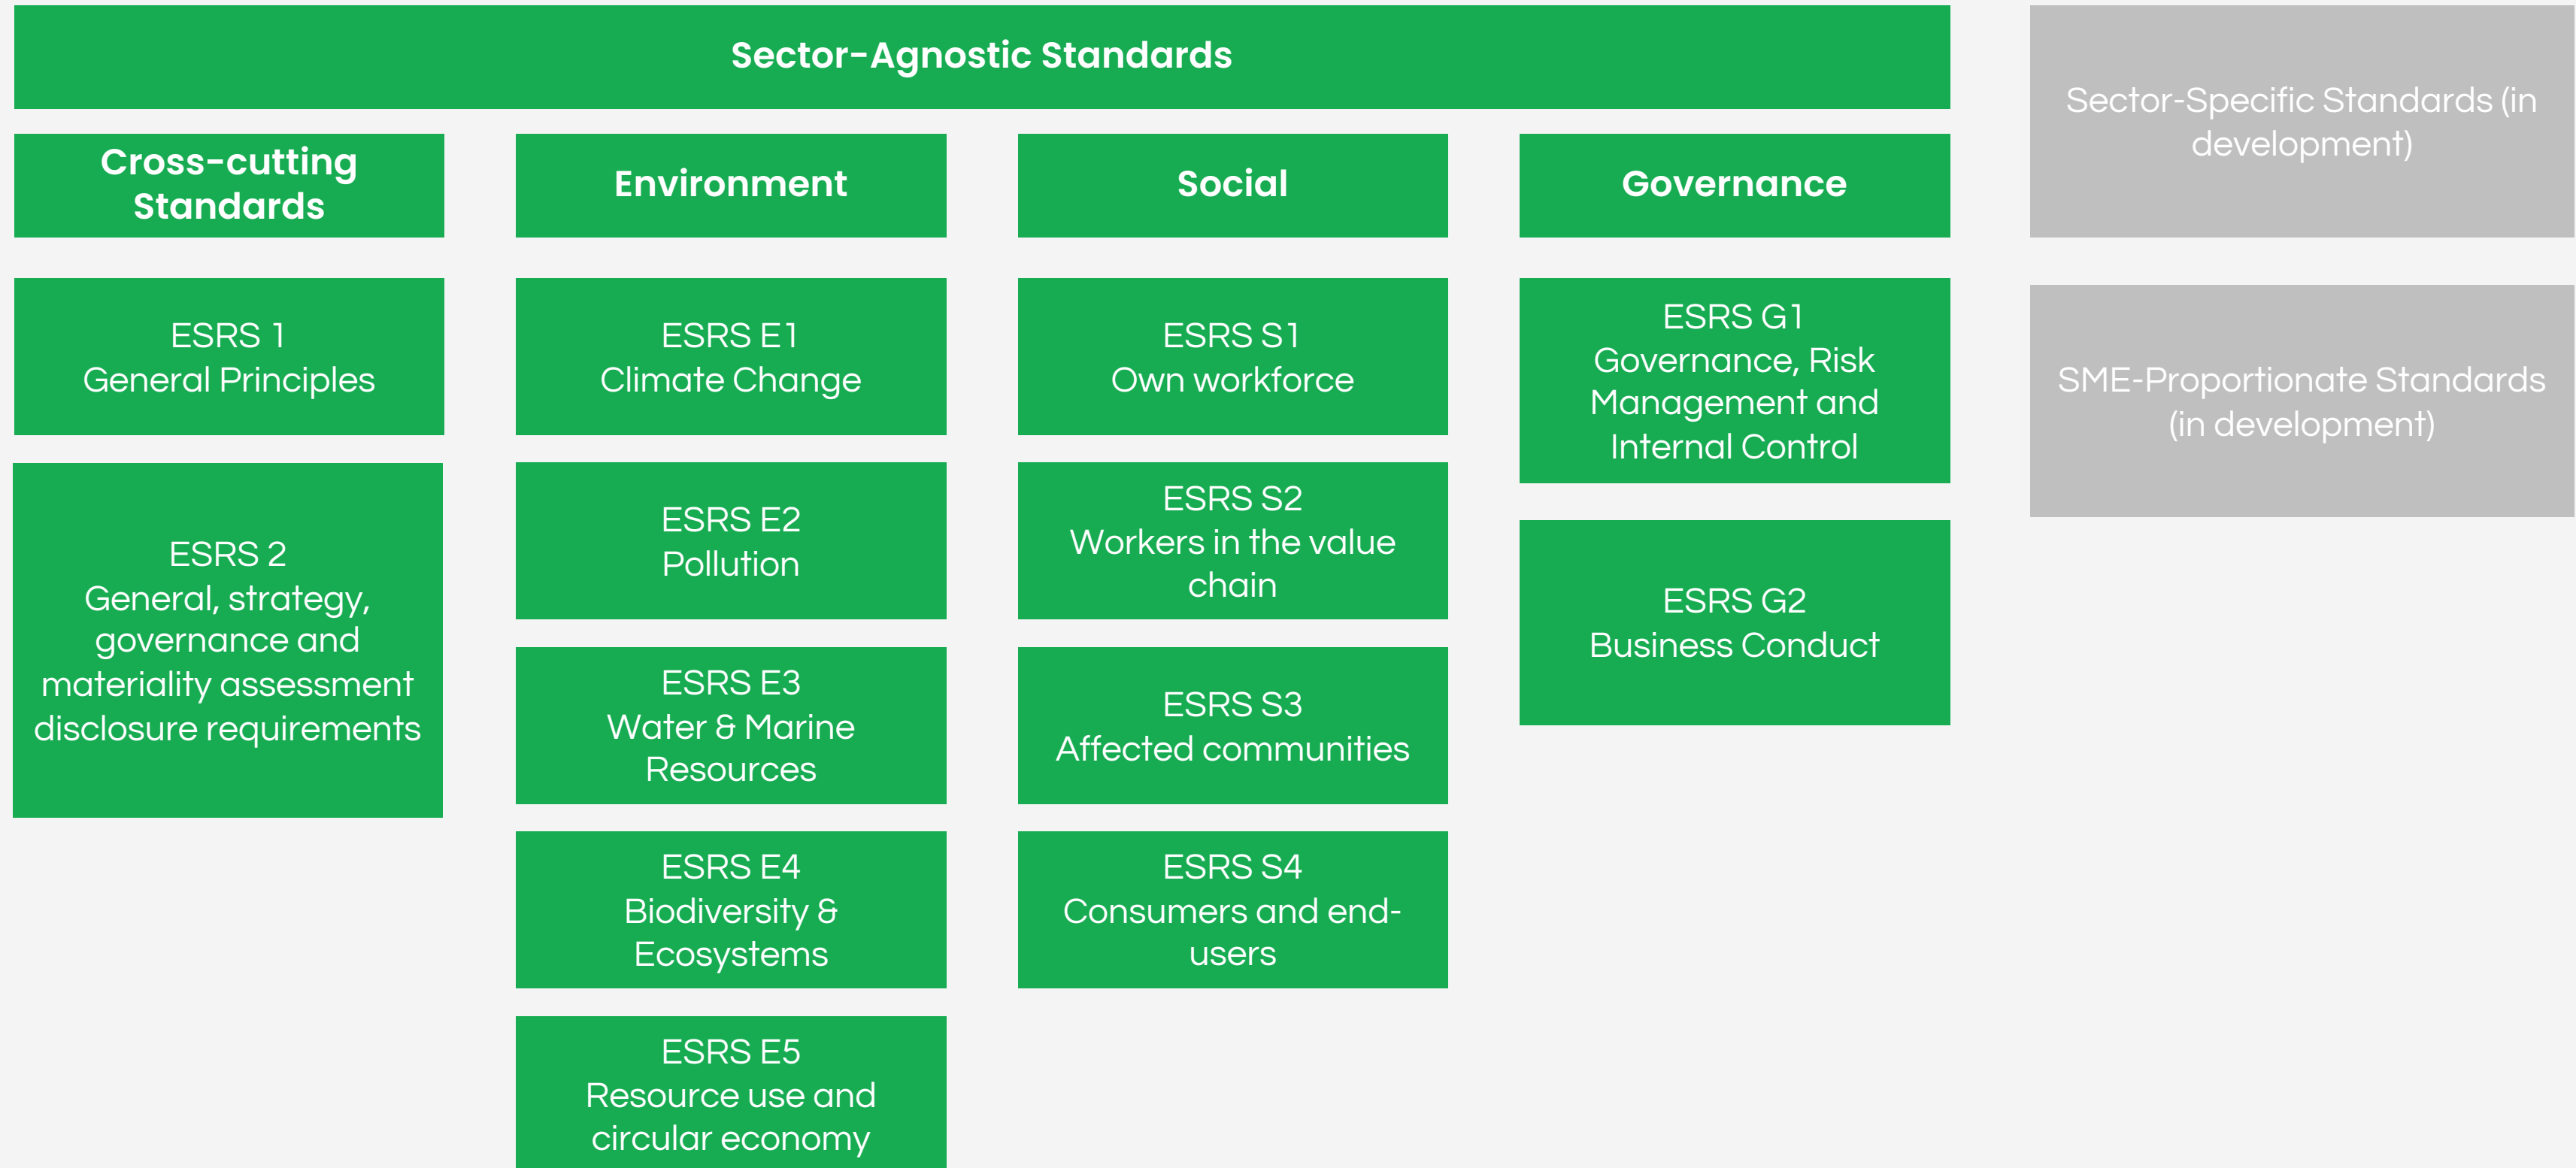 Sector-Agnostic Standards
Cross-cutting
Standards
ESRS 1
General Principles
ESRS 2
General, strategy,
governance and
materiality assessment
disclosure requirements
Environment
ESRS E1
Climate Change
ESRS E2
Pollution
ESRS E3
Water & Marine
Resources
ESRS E4
Biodiversity &
Ecosystems
ESRS E5
Resource use and
circular economy
Social
ESRS S1
Own workforce
ESRS S2
Workers in the value
chain
ESRS S3
Affected communities
ESRS S4
Consumers and end-
users
Governance
ESRS G1
Governance, Risk
Management and
Internal Control
ESRS G2
Business Conduct
Sector-Specific Standards (in
development)
SME-Proportionate Standards
(in development)